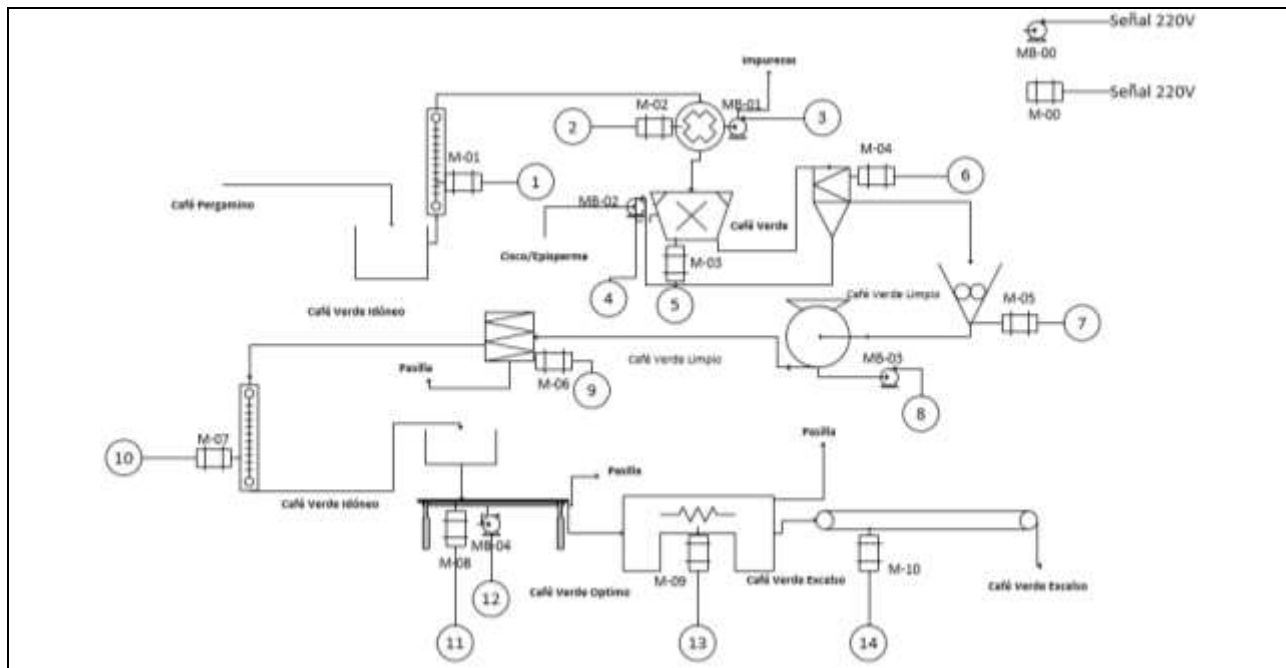 Señal 220V
MB-00
Señal 220V
M-00
Impurezas
M-02
MB-01
2
3
M-01
1
M-04
6
Café Pergamino
MB-02
Café Verde
Cisco/Episperma
M-03
4
5
Café Verde Idóneo
Café Verde Limpio
M-05
7
Café Verde Limpio
MB-03
Pasilla
M-06
9
8
M-07
10
Pasilla
Pasilla
Café Verde Idóneo
M-08
MB-04
M-09
Café Verde Excelso
M-10
Café Verde Optimo
Café Verde Excelso
12
11
13
14